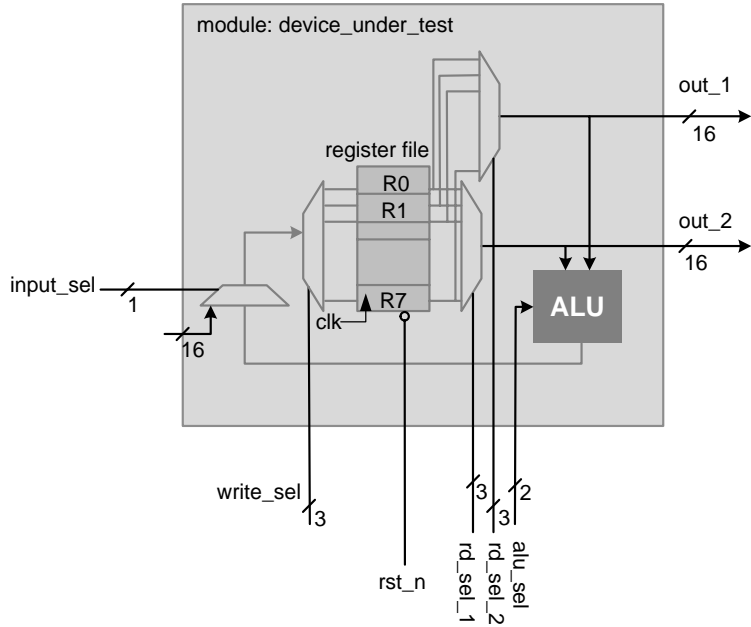 module: device_under_test
out_1
16
register file
R0
R1
out_2
16
input_sel
1
16
R7
clk
ALU
write_sel
3
3
3
2
rst_n
rd_sel_1
rd_sel_2
alu_sel